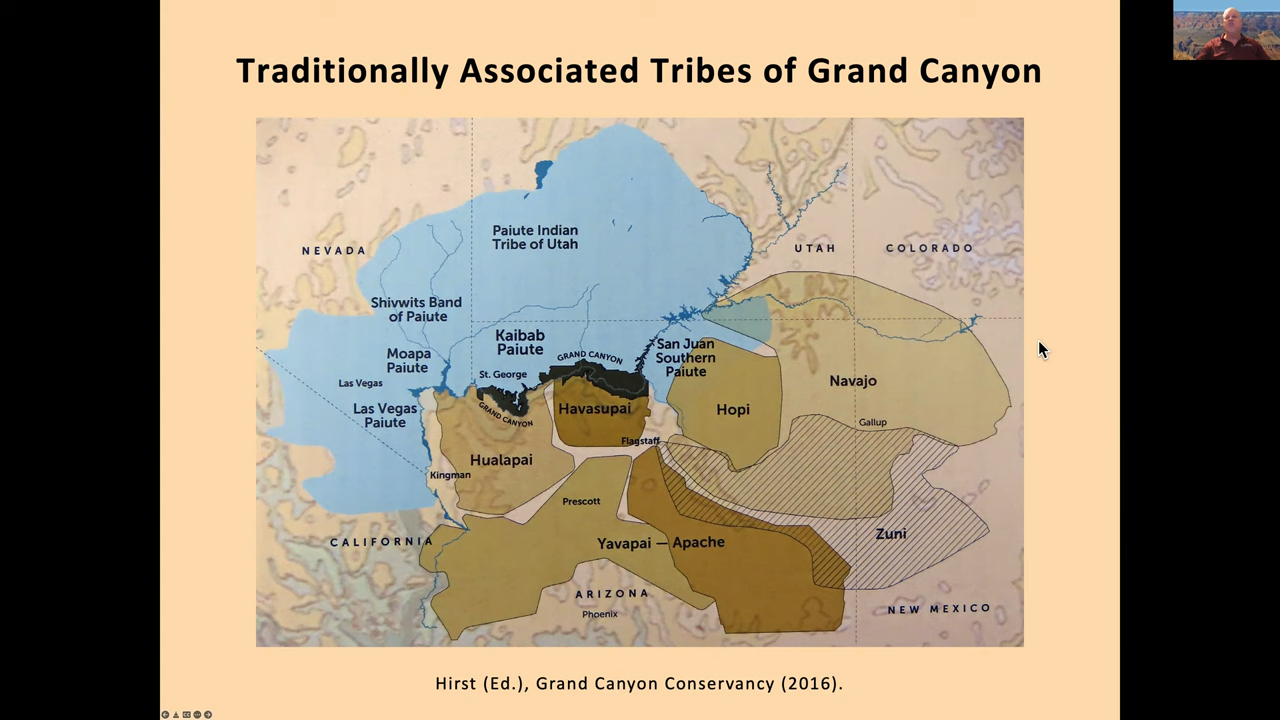 Traditionally Associated Tribes of Grand Canyon
Paiute Indian
Tribe of Utah
NEVADA
UTAH
COLORADO
Shivwits Band
of Paiute
Kaibab
Paiute
San Juan
Southern
Paiute
Moapa
Paiute
GRAND CANYON
St. George
Las Vegas
Navajo
Las Vegas
Paiute
GRAND CANYON
Havasupai
Hopi
Gallup
Flagstaff
Hualapai
Kingman
Prescott
Zuni
CALIFORNIA
Yavapai — Apache
ARIZONA
NEW MEXICO
Phoenix
Hirst (Ed.), Grand Canyon Conservancy (2016).